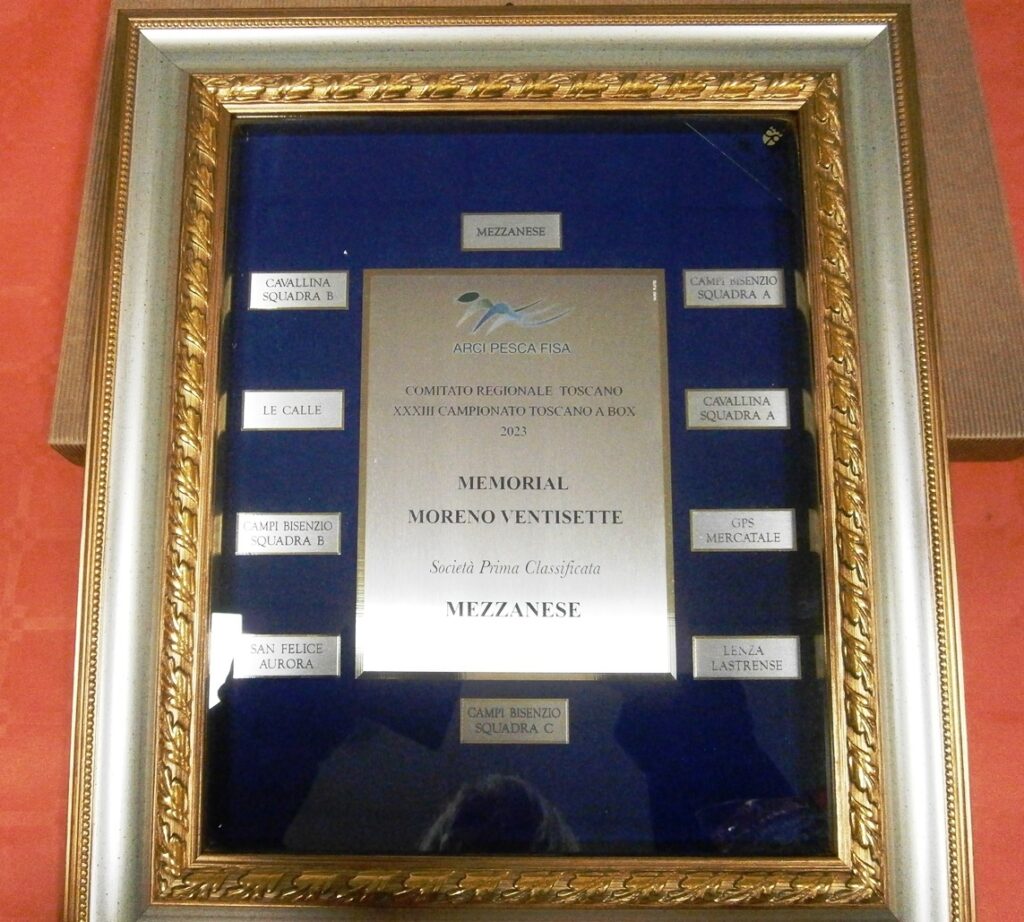 MEZZANESE
CAVALLINA
SQUADRA B
CAMPI BISENZIO
SQUADRA A
ARCI PESCA FISA
COMITATO REGIONALE TOSCANO
XXXIII CAMPIONATO TOSCANO A BOX
2023
LE CALLE
CAVALLINA
SQUADRA A
MEMORIAL
MORENO VENTISETTE
CAMPI BISENZIO
SQUADRA B
GPS
MERCATALE
Società Prima Classificata
MEZZANESE
SAN FELICE
AURORA
LENZA
LASTRENSE
CAMPI BISENZIO
SQUADRA C